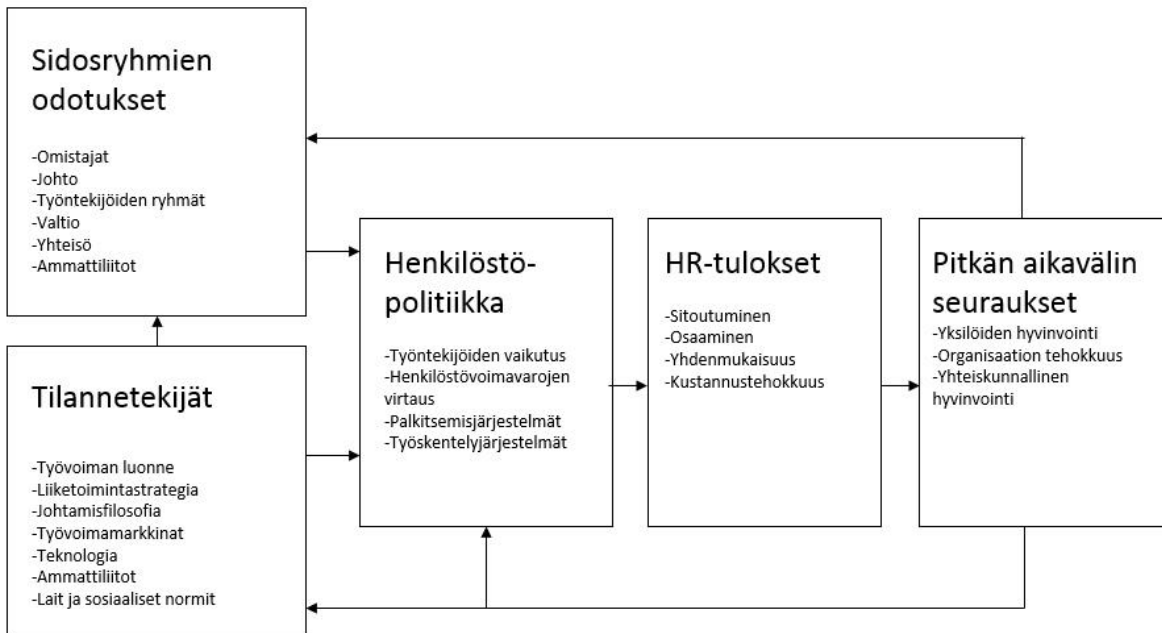 Sidosryhmien
odotukset
-Omistajat
-Johto
-Työntekijöiden ryhmät
-Valtio
-Yhteisö
-Ammattiliitot
Tilannetekijät
-Työvoiman luonne
-Liiketoimintastrategia
-Johtamisfilosofia
-Työvoimamarkkinat
-Teknologia
-Ammattiliitot
-Lait ja sosiaaliset normit
Henkilöstö-
politiikka
-Työntekijöiden vaikutus
-Henkilöstövoimavarojen
virtaus
-Palkitsemisjärjestelmät
-Työskentelyjärjestelmät
HR-tulokset
-Sitoutuminen
-Osaaminen
-Yhdenmukaisuus
-Kustannustehokkuus
Pitkän aikavälin
seuraukset
-Yksilöiden hyvinvointi
-Organisaation tehokkuus
-Yhteiskunnallinen
hyvinvointi